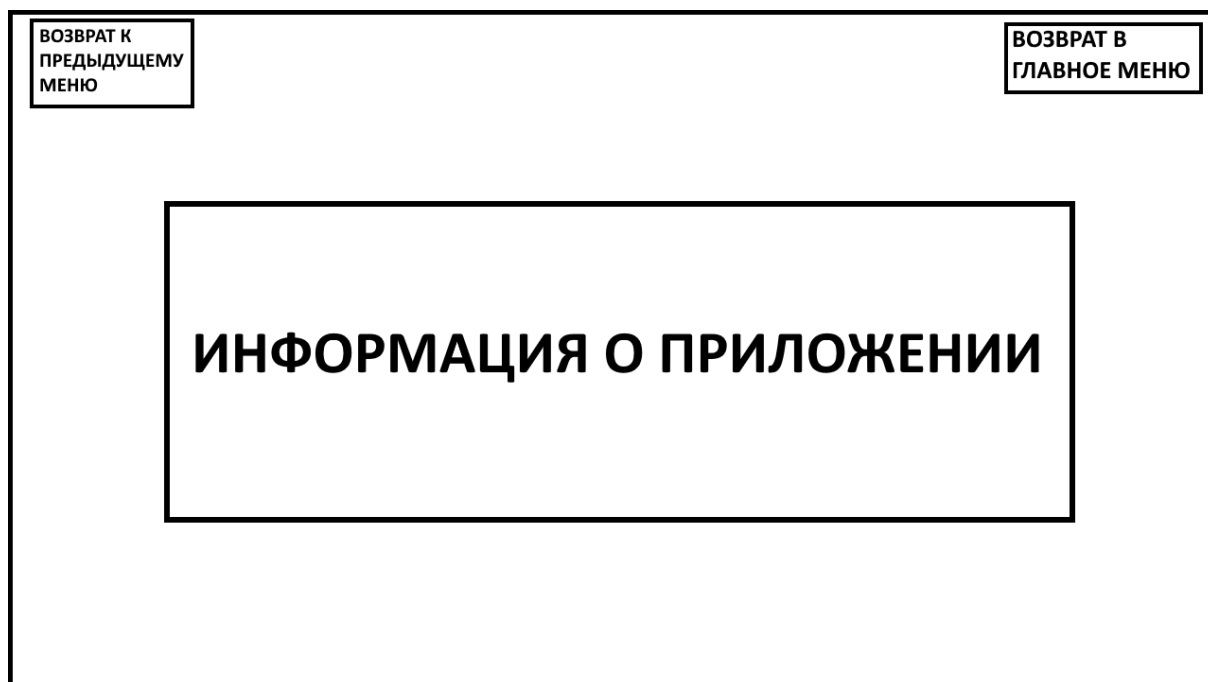 ВОЗВРАТ К
ПРЕДЫДУЩЕМУ
МЕНЮ
ВОЗВРАТ В
ГЛАВНОЕ МЕНЮ
ИНФОРМАЦИЯ О ПРИЛОЖЕНИИ